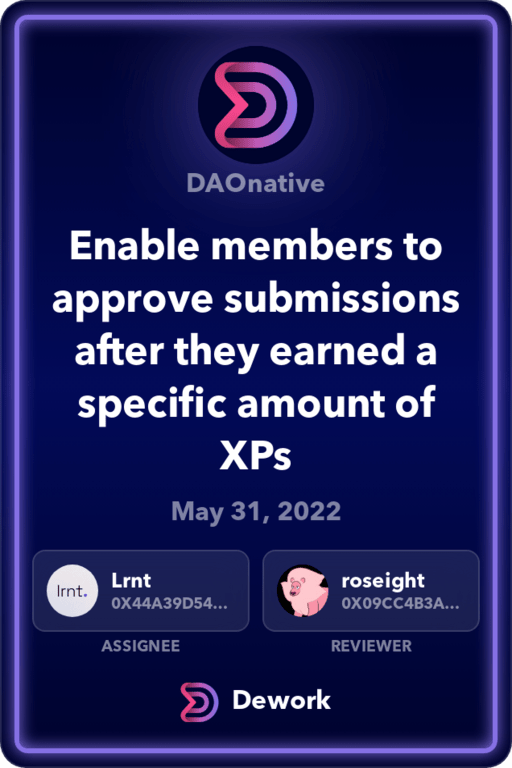 DAOnative
Enable members to
approve submissions
after they earned a
specific amount of
XPs
May 31, 2022
lrnt.
Lrnt
0X44A39D54...
roseight
0X09CC4B3A...
ASSIGNEE
REVIEWER
Dework